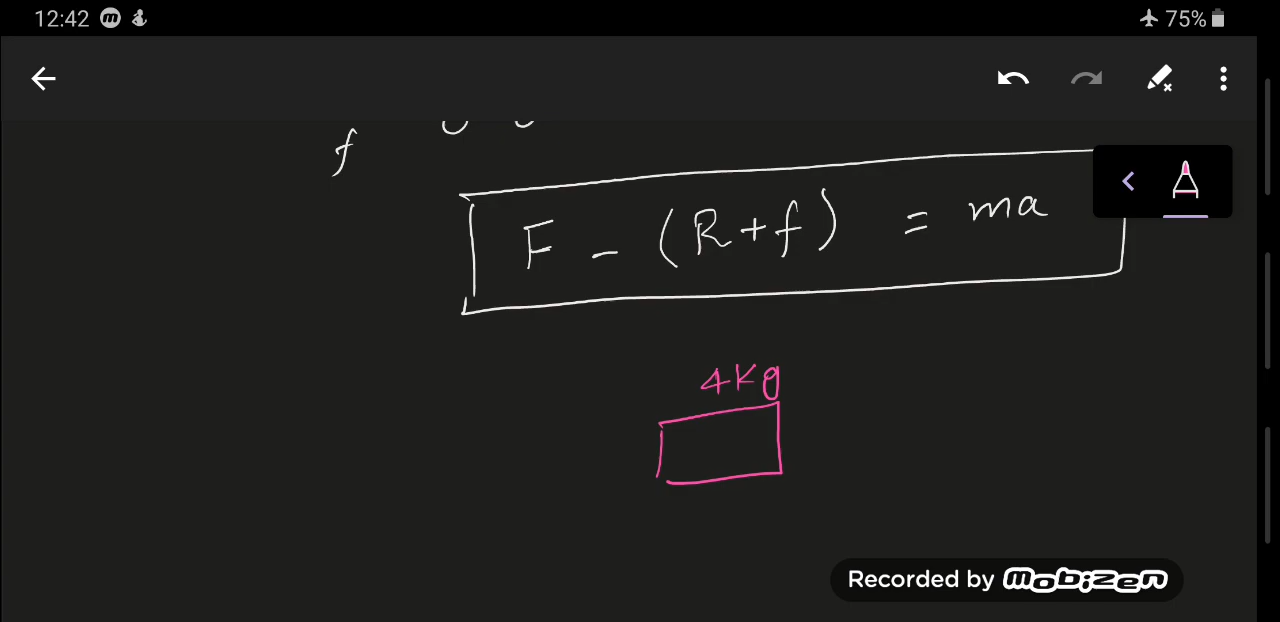 12:42 75%
f
F - (R+f) = ma
4Kg
Recorded by mobizen